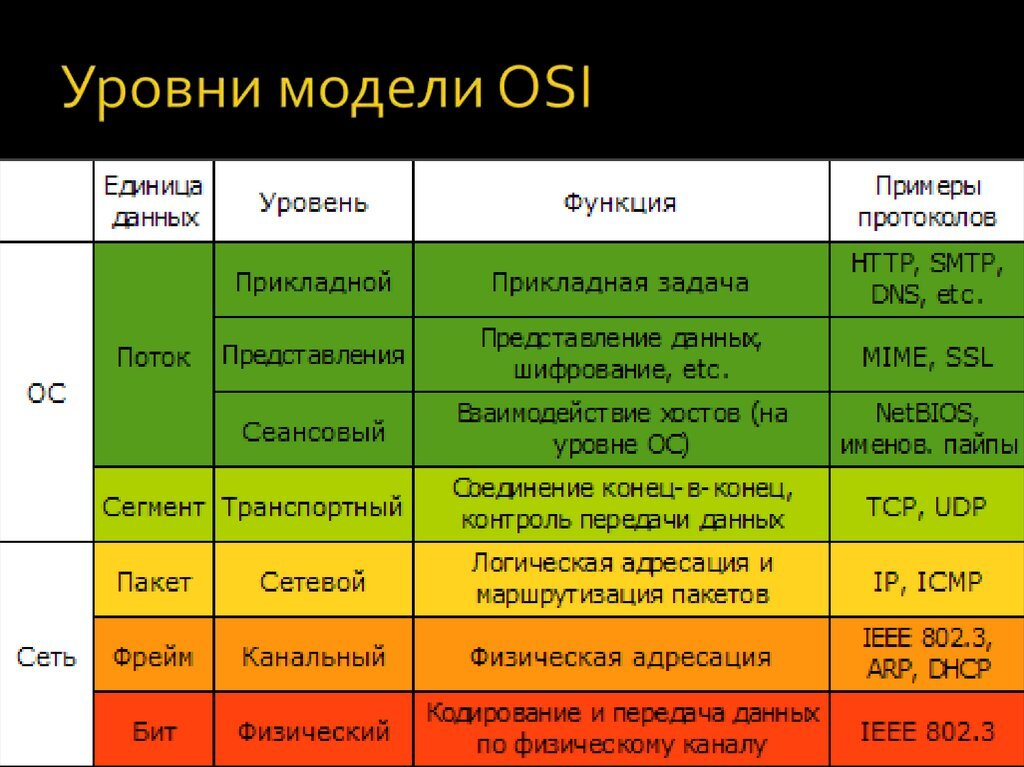 Уровни модели OSI
Единица
данных
Уровень
Функция
Примеры
протоколов
ОС
Поток
Прикладной
Прикладная задача
HTTP, SMTP,
DNS, etc.
Представления
Представление данных,
шифрование, etc.
MIME, SSL
Сеансовый
Взаимодействие хостов (на
уровне ОС)
NetBIOS,
именов. пайпы
Сегмент
Транспортный
Соединение конец-в-конец,
контроль передачи данных
TCP, UDP
Сеть
Пакет
Сетевой
Логическая адресация и
маршрутизация пакетов
IP, ICMP
Фрейм
Канальный
Физическая адресация
IEEE 802.3,
ARP, DHCP
Бит
Физический
Кодирование и передача данных
по физическому каналу
IEEE 802.3